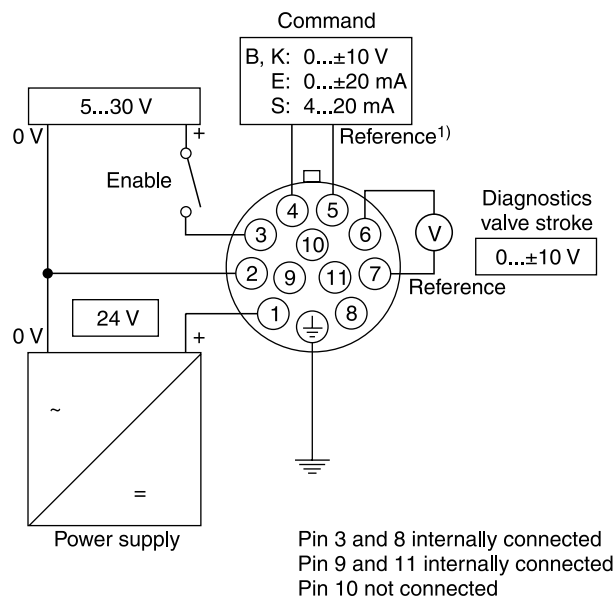 Command
B, K: 0...±10 V
E: 0...±20 mA
S: 4...20 mA
5...30 V
0 V
+
Reference1)
Enable
4
5
3
6
10
V
Diagnostics
valve stroke
0...±10 V
2
9
11
7
Reference
24 V
1
8
0 V
+
~
=
Power supply
Pin 3 and 8 internally connected
Pin 9 and 11 internally connected
Pin 10 not connected